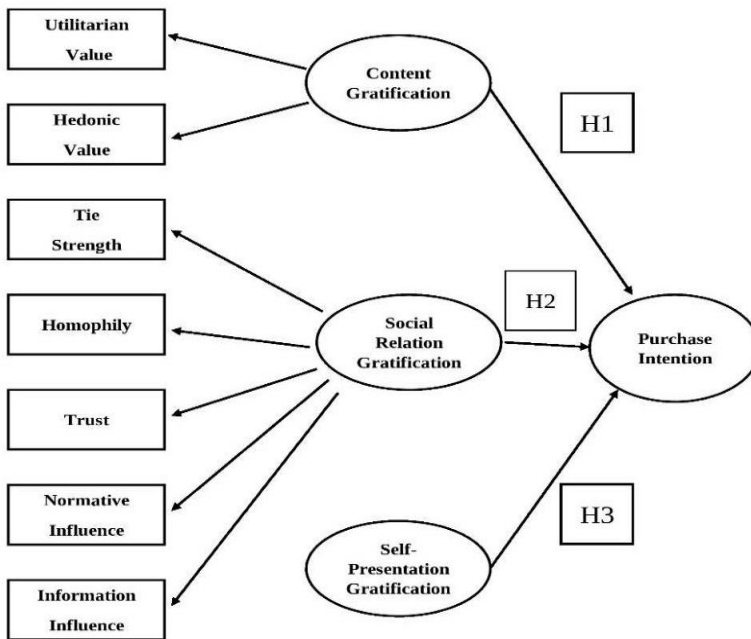 Utilitarian
Value
Hedonic
Value
Tie
Strength
Homophily
Trust
Normative
Influence
Information
Influence
Content
Gratification
Social
Relation
Gratification
Self-
Presentation
Gratification
H1
H2
H3
Purchase
Intention